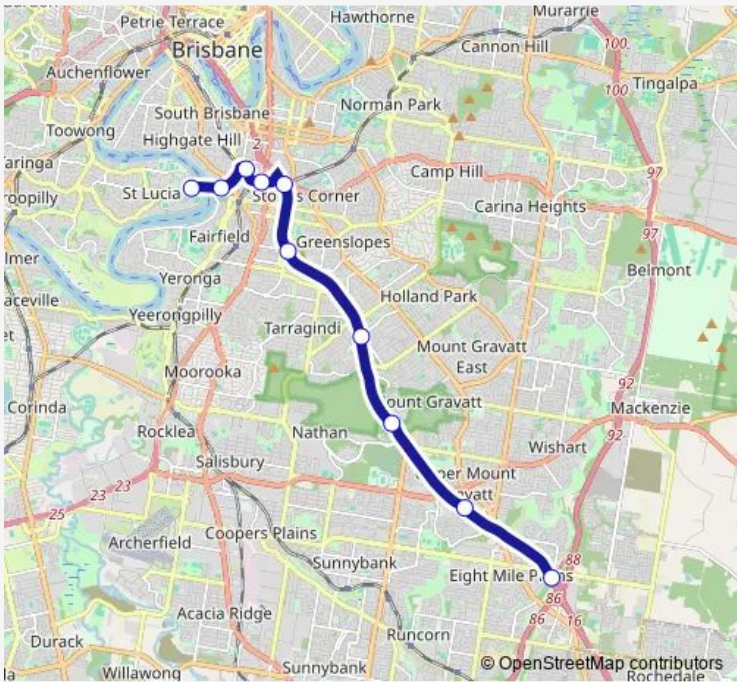 Murarrie
Petrie Terrace
Hawthorne
Brisbane
Cannon Hill
100
Auchenflower
Tingalpa
100
Norman Park
South Brisbane
Toowong
Highgate Hill
2
97
Camp Hill
St Lucia
Corner
Carina Heights
97
Fairfield
Greenslopes
Belmont
Yeronga
Holland Park
Yeerongpilly
Tarragindi
Mount Gravatt
East
Moorooka
92
Corinda
Mackenzie
Rocklea
Nathan
92
Wishart
Salisbury
Mount
23
23
25
Coopers Plains
Archerfield
88
Sunnybank
Eight Mile
86
86
16
Acacia Ridge
Runcorn
Durack
Sunnybank
© OpenStreetMap contributors
Willawong
Rochedale